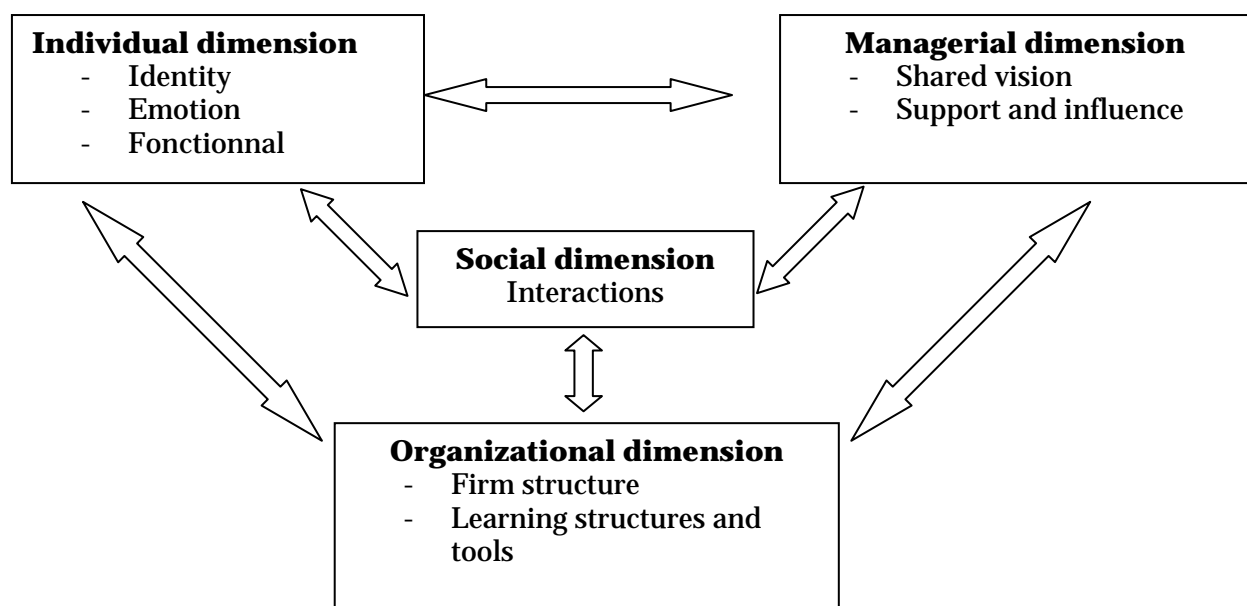 Individual dimension
- Identity
- Emotion
- Fonctionnal
Managerial dimension
- Shared vision
- Support and influence
Social dimension
Interactions
Organizational dimension
- Firm structure
- Learning structures and
tools